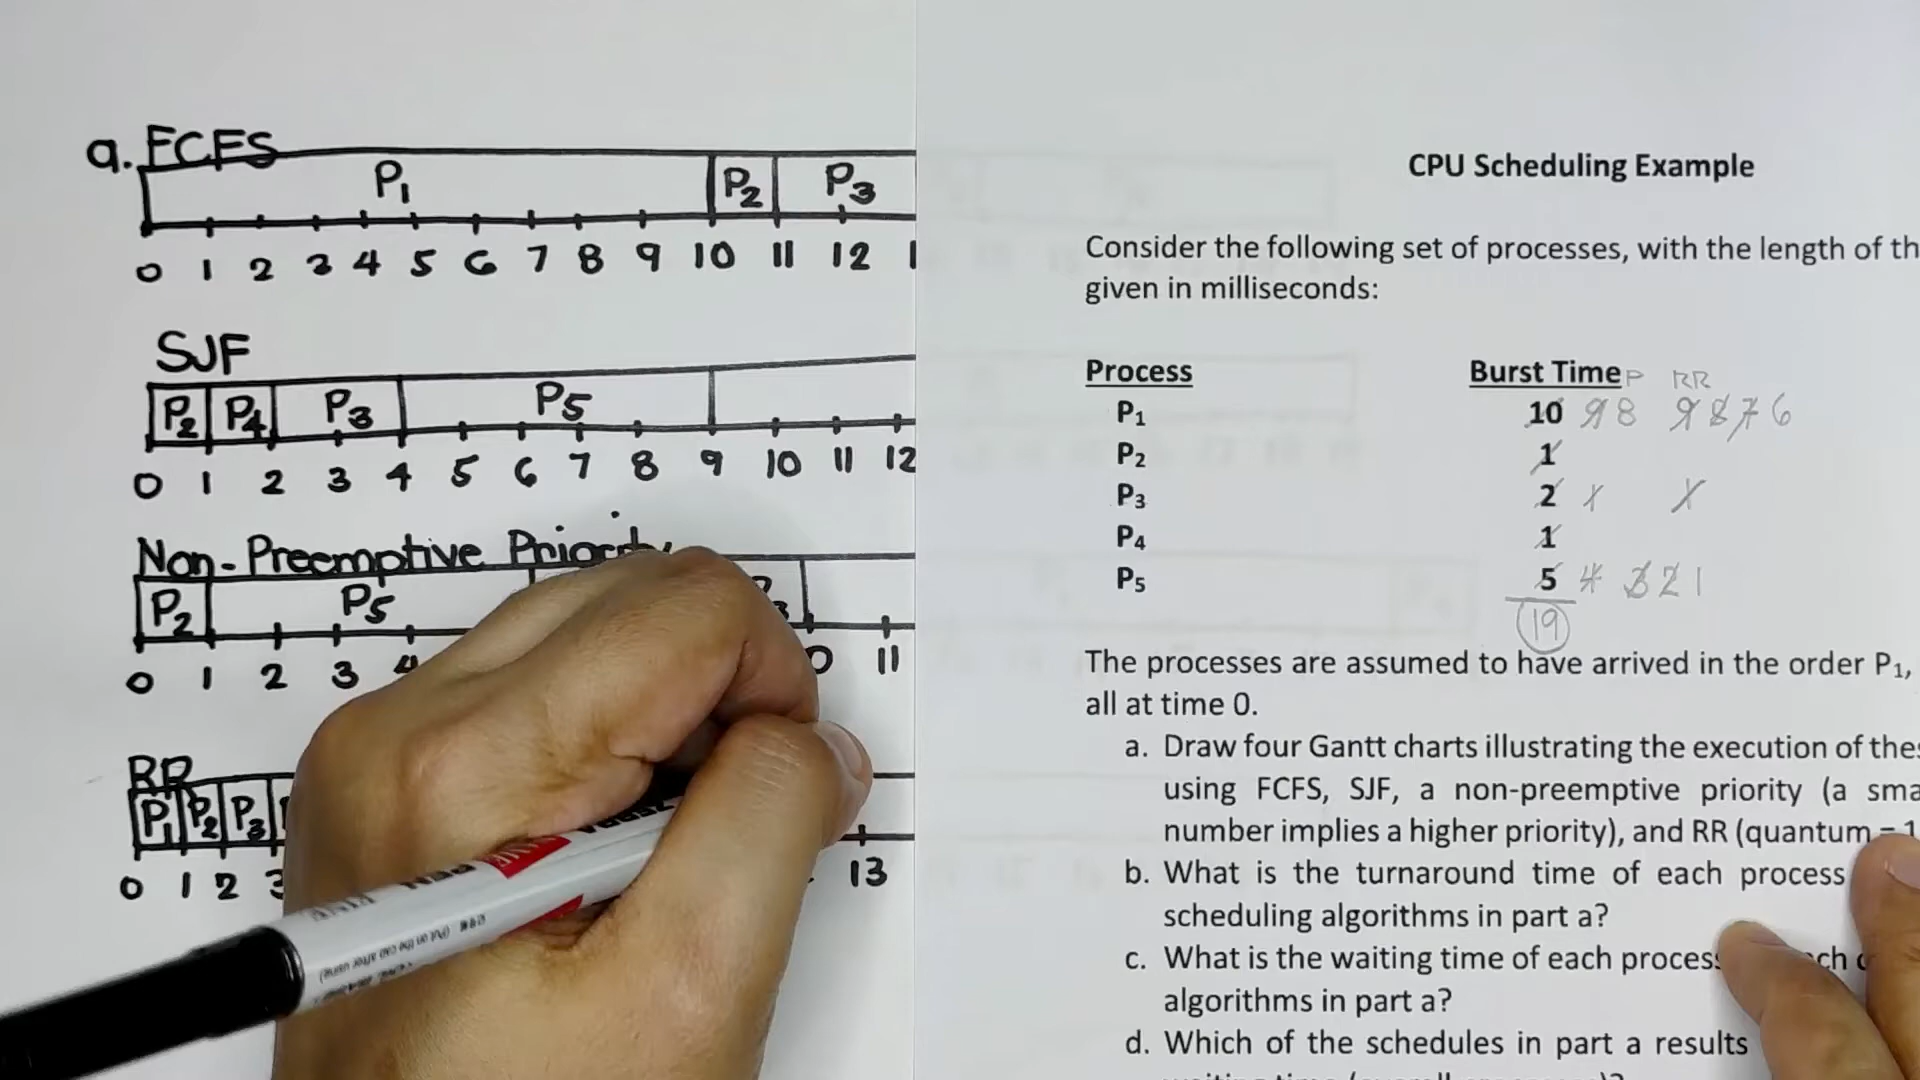 a. FCFS
P1 P2 P3
0 1 2 3 4 5 6 7 8 9 10 11 12 1
SJF
P2 P4 P3 P5
0 1 2 3 4 5 6 7 8 9 10 11 12
Non-Preemptive Priority
P2 P5
0 1 2 3 4 0 11
RR
P1 P2 P3
0 1 2 3 13
CPU Scheduling Example
Consider the following set of processes, with the length of th
given in milliseconds:
Process Burst Time P RR
P1 10 9 8 9 8 7 6
P2 1
P3 2 1
P4 1
P5 5 4 3 2 1
19
The processes are assumed to have arrived in the order P1,
all at time 0.
a. Draw four Gantt charts illustrating the execution of thes
using FCFS, SJF, a non-preemptive priority (a sma
number implies a higher priority), and RR (quantum = 1
b. What is the turnaround time of each process
scheduling algorithms in part a?
c. What is the waiting time of each process
algorithms in part a?
d. Which of the schedules in part a results